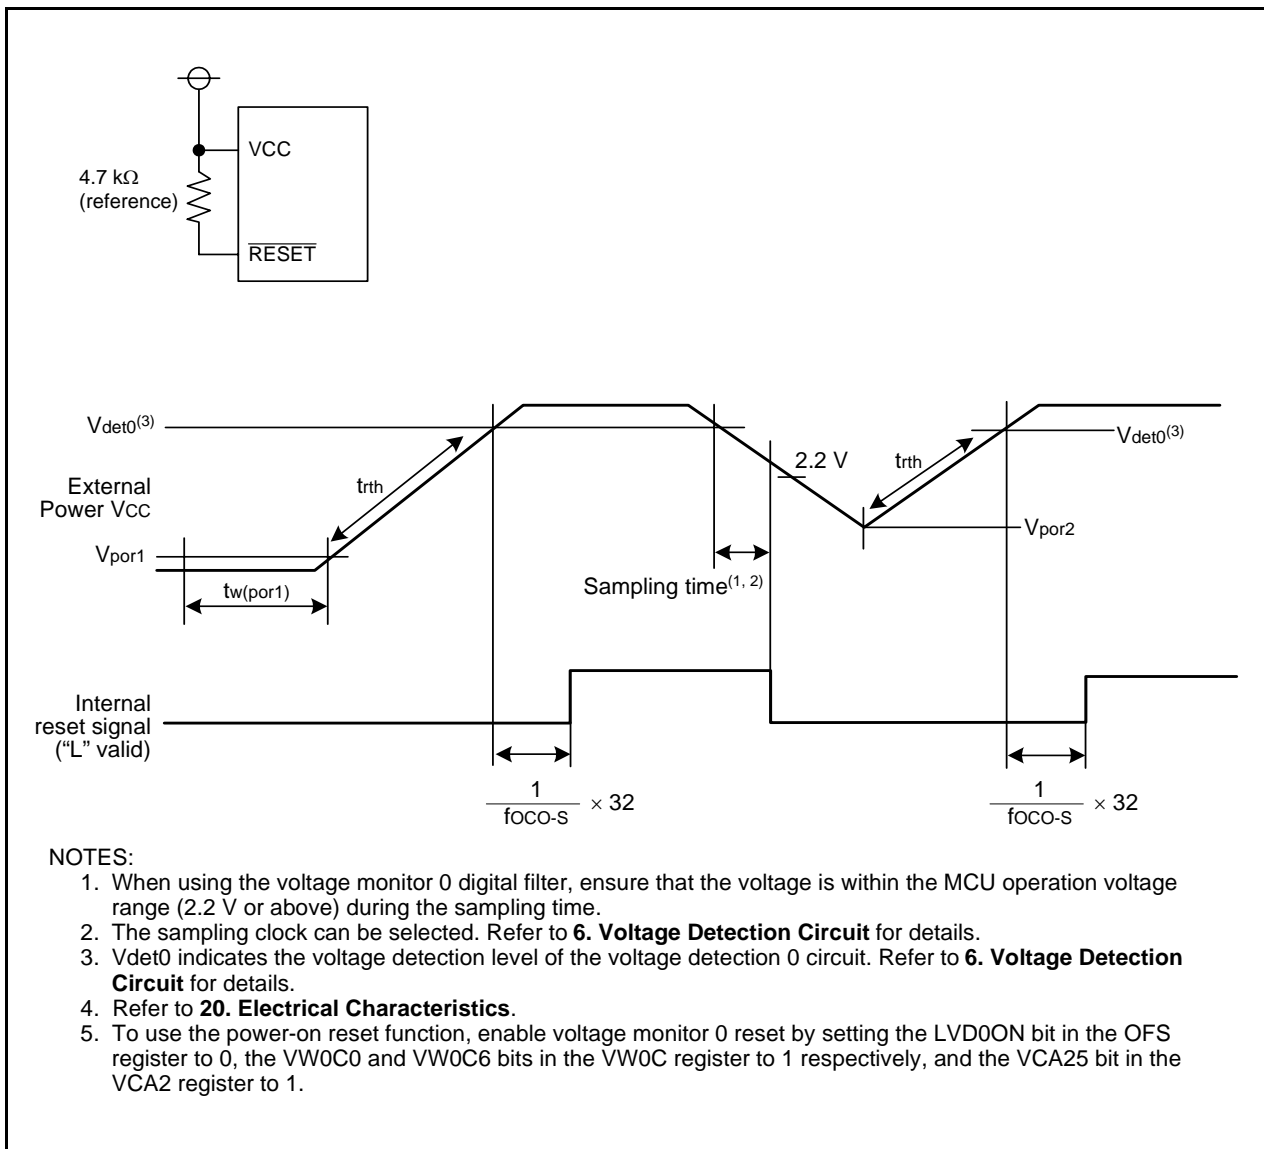 VCC
4.7 kΩ
(reference)
RESET
Vdet0(3)
2.2 V
trth
Vdet0(3)
External
Power VCC
trth
Vpor1
Vpor2
Sampling time(1, 2)
tw(por1)
Internal
reset signal
(“L” valid)
1
fOCO-S
× 32
1
fOCO-S
× 32
NOTES:
1. When using the voltage monitor 0 digital filter, ensure that the voltage is within the MCU operation voltage
range (2.2 V or above) during the sampling time.
2. The sampling clock can be selected. Refer to 6. Voltage Detection Circuit for details.
3. Vdet0 indicates the voltage detection level of the voltage detection 0 circuit. Refer to 6. Voltage Detection
Circuit for details.
4. Refer to 20. Electrical Characteristics.
5. To use the power-on reset function, enable voltage monitor 0 reset by setting the LVD0ON bit in the OFS
register to 0, the VW0C0 and VW0C6 bits in the VW0C register to 1 respectively, and the VCA25 bit in the
VCA2 register to 1.